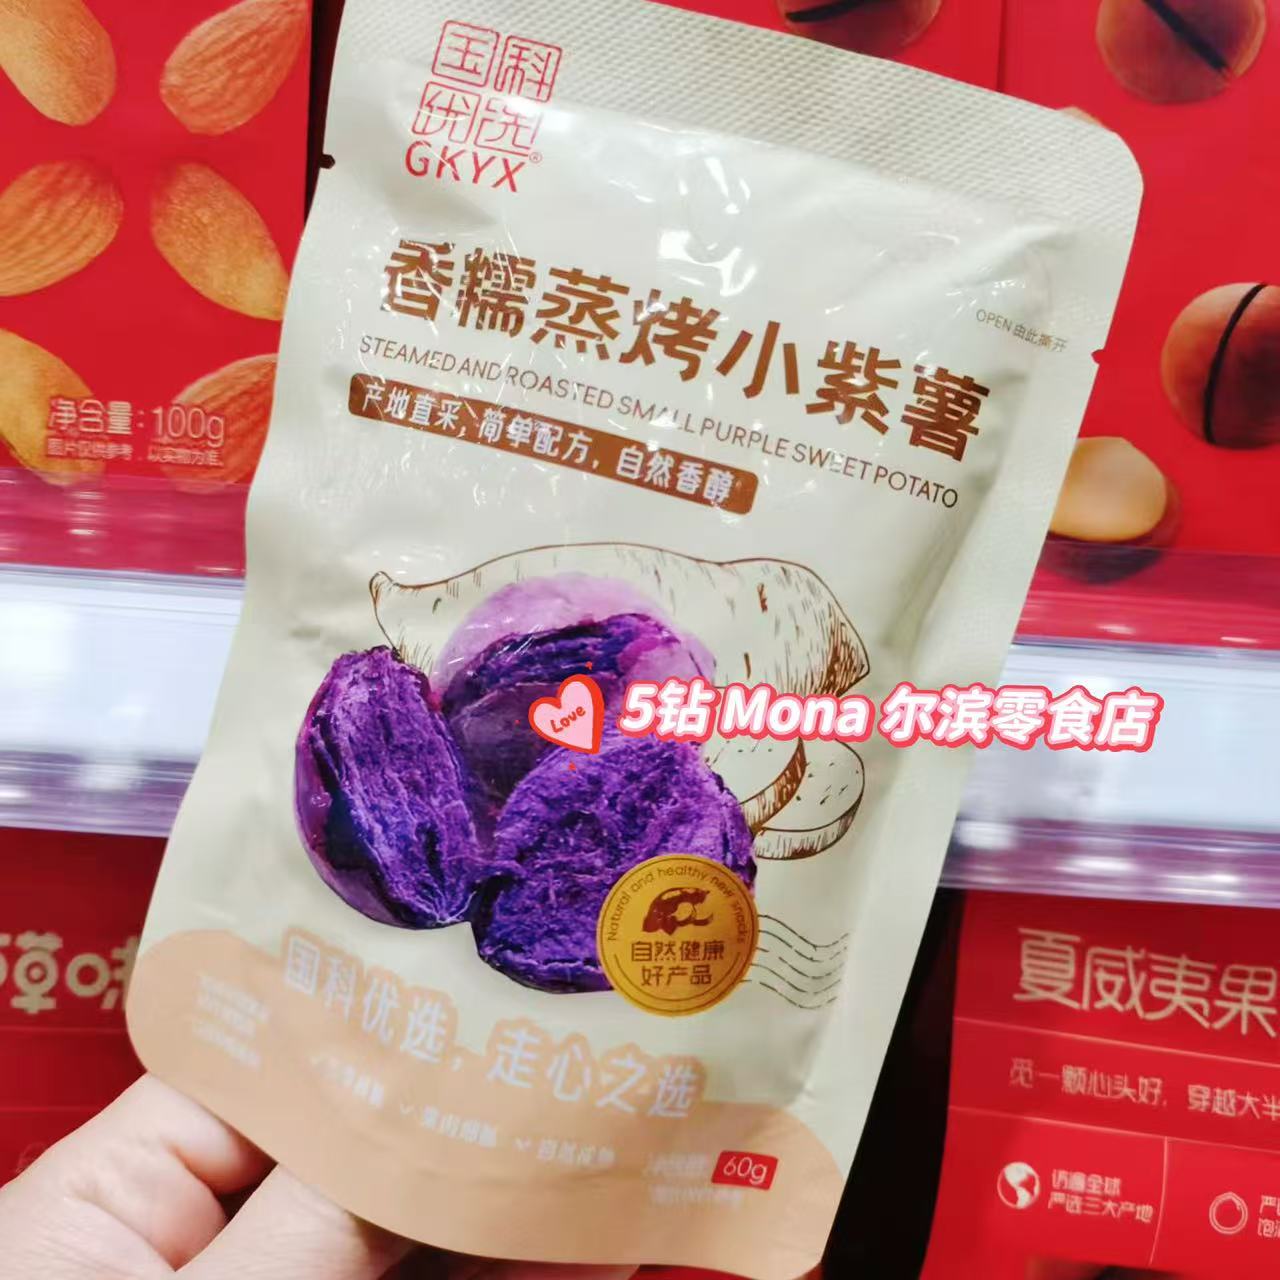 国科
优选
GKYX®
香糯蒸烤小紫薯
OPEN 由此撕开
STEAMED AND ROASTED SMALL PURPLE SWEET POTATO
产地直采，简单配方，自然香醇
净含量：100g
图片仅供参考，以实物为准。
5钻 Mona 尔滨零食店
Love
Natural and healthy new snacks
自然健康
好产品
国科优选，走心之选
60g
夏威夷果
觅一颗心头好，穿越大半
访遍全球
严选三大产地